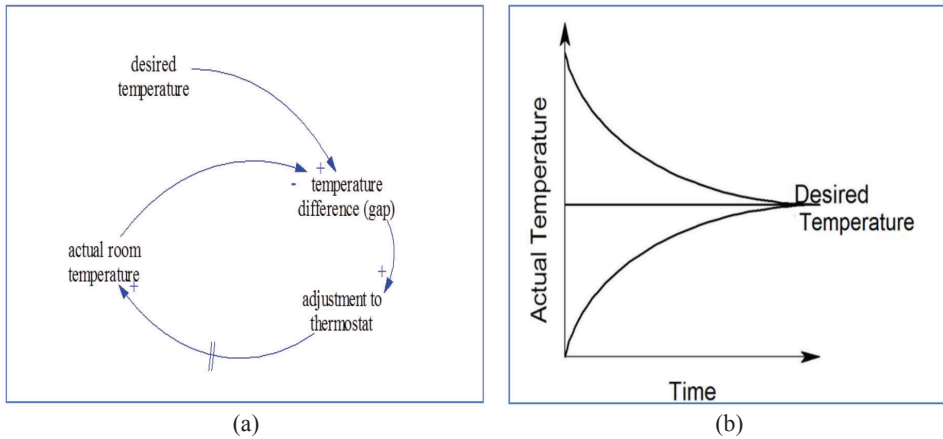 desired
temperature
+
-
temperature
difference (gap)
actual room
temperature
+
+
adjustment to
thermostat
(a)
Actual Temperature
Desired
Temperature
Time
(b)